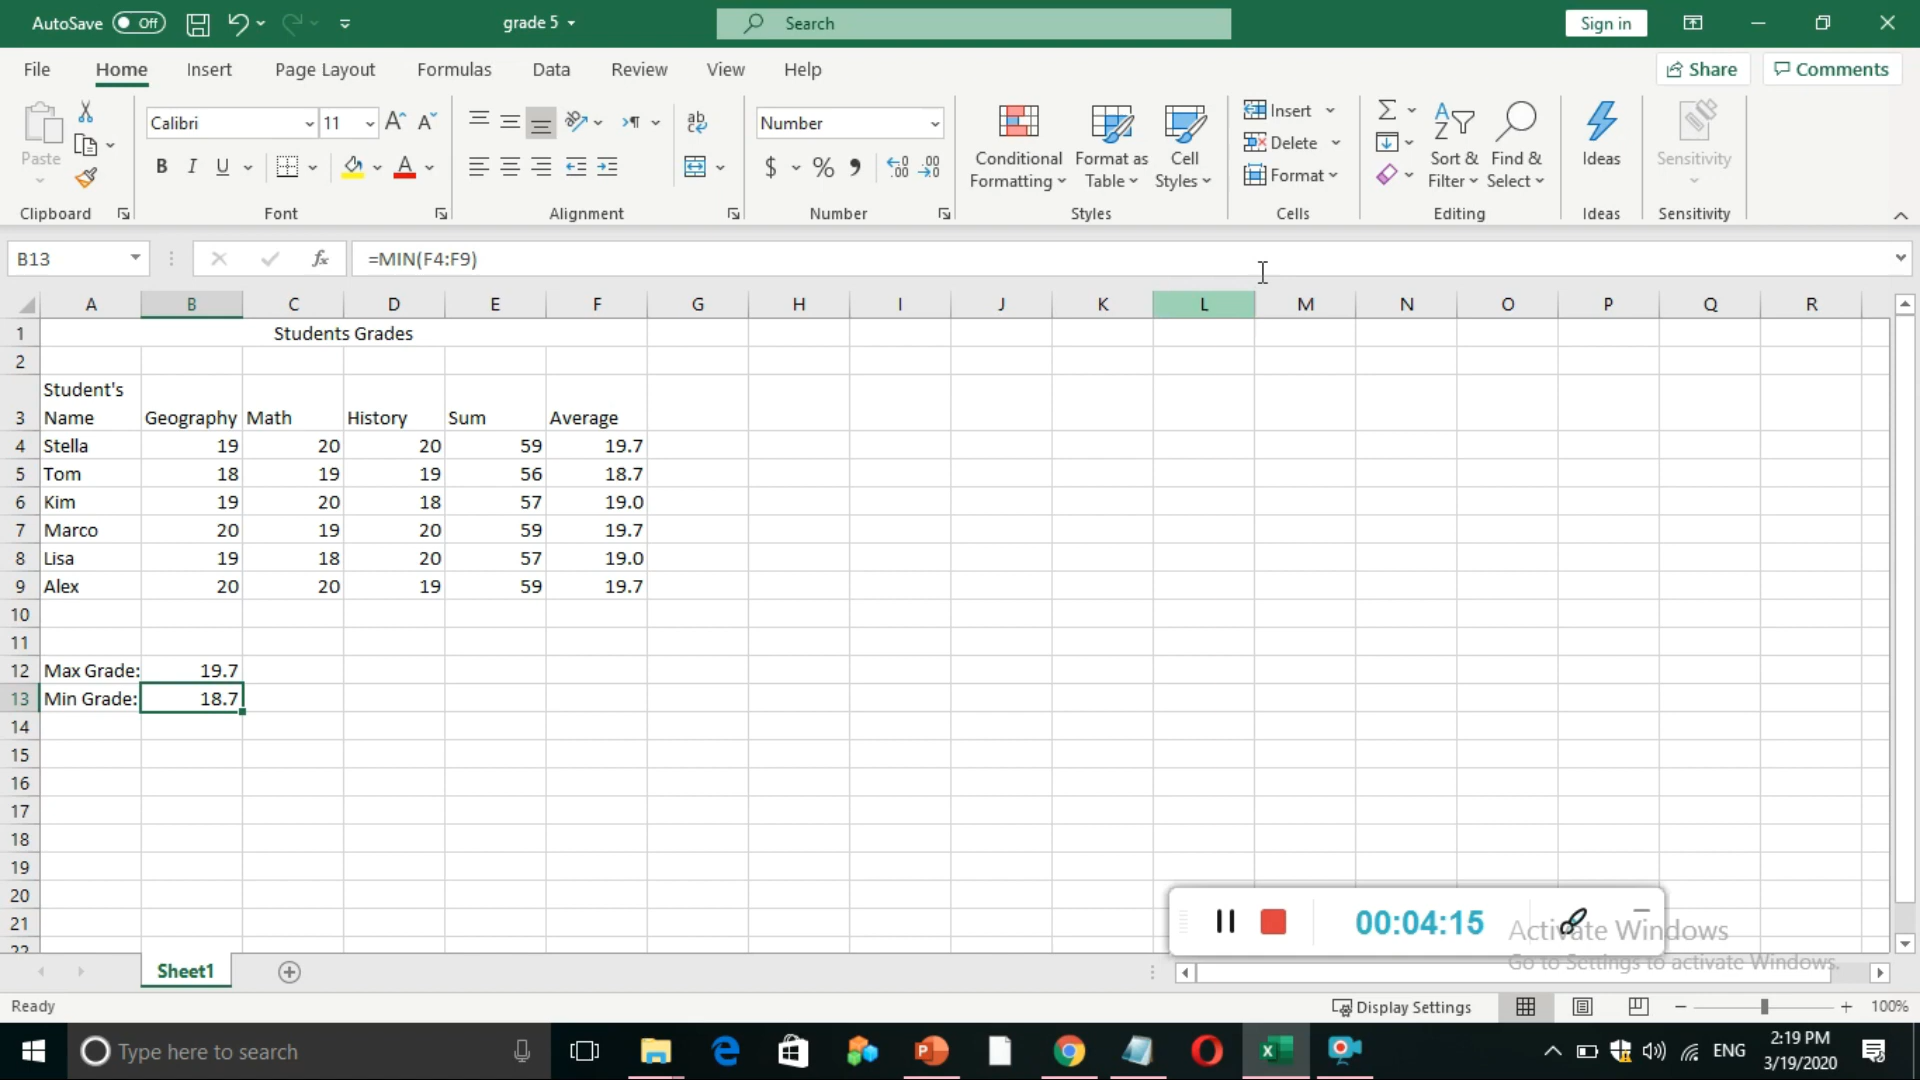 AutoSave Off grade 5 Search Sign in
File Home Insert Page Layout Formulas Data Review View Help Share Comments
Paste Calibri 11 A A ab c Number Insert Σ A Z
Conditional Formatting Format as Table Cell Styles Delete Sort & Filter Find & Select Ideas Sensitivity
B I U A ¶ $ % , .00 .0 Format
Clipboard Font Alignment Number Styles Cells Editing Ideas Sensitivity
B13 fx =MIN(F4:F9)
A B C D E F G H I J K L M N O P Q R
1 Students Grades
2
3 Student's Name Geography Math History Sum Average
4 Stella 19 20 20 59 19.7
5 Tom 18 19 19 56 18.7
6 Kim 19 20 18 57 19.0
7 Marco 20 19 20 59 19.7
8 Lisa 19 18 20 57 19.0
9 Alex 20 20 19 59 19.7
10
11
12 Max Grade: 19.7
13 Min Grade: 18.7
14
15
16
17
18
19
20
21 00:04:15 Activate Windows
22
Go to Settings to activate Windows.
Sheet1
Ready Display Settings 100%
Type here to search ENG 2:19 PM
3/19/2020